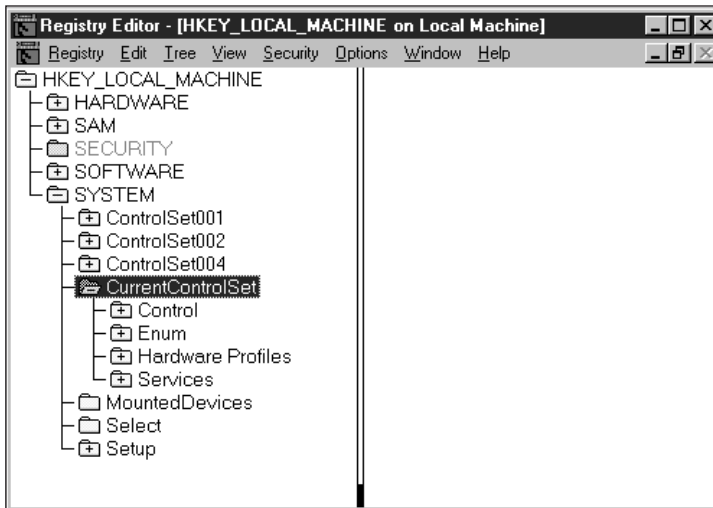 Registry Editor - [HKEY_LOCAL_MACHINE on Local Machine]
Registry Edit Tree View Security Options Window Help
HKEY_LOCAL_MACHINE
HARDWARE
SAM
SECURITY
SOFTWARE
SYSTEM
ControlSet001
ControlSet002
ControlSet004
CurrentControlSet
Control
Enum
Hardware Profiles
Services
MountedDevices
Select
Setup